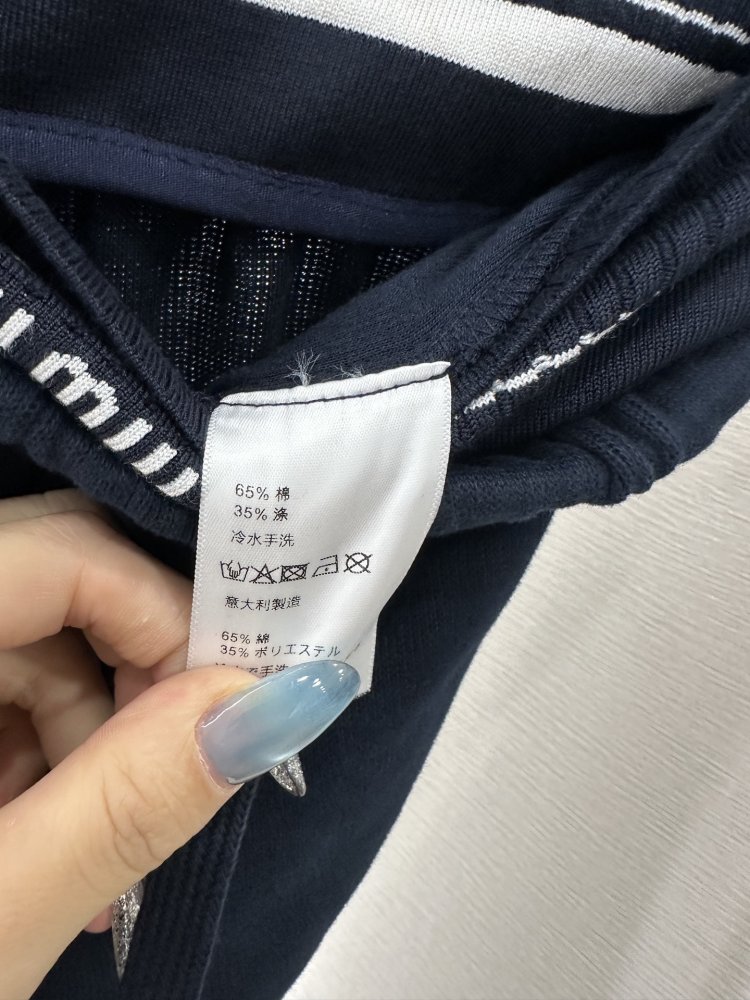 65% 棉
35% 涤
冷水手洗
意大利製造
65% 綿
35% ポリエステル